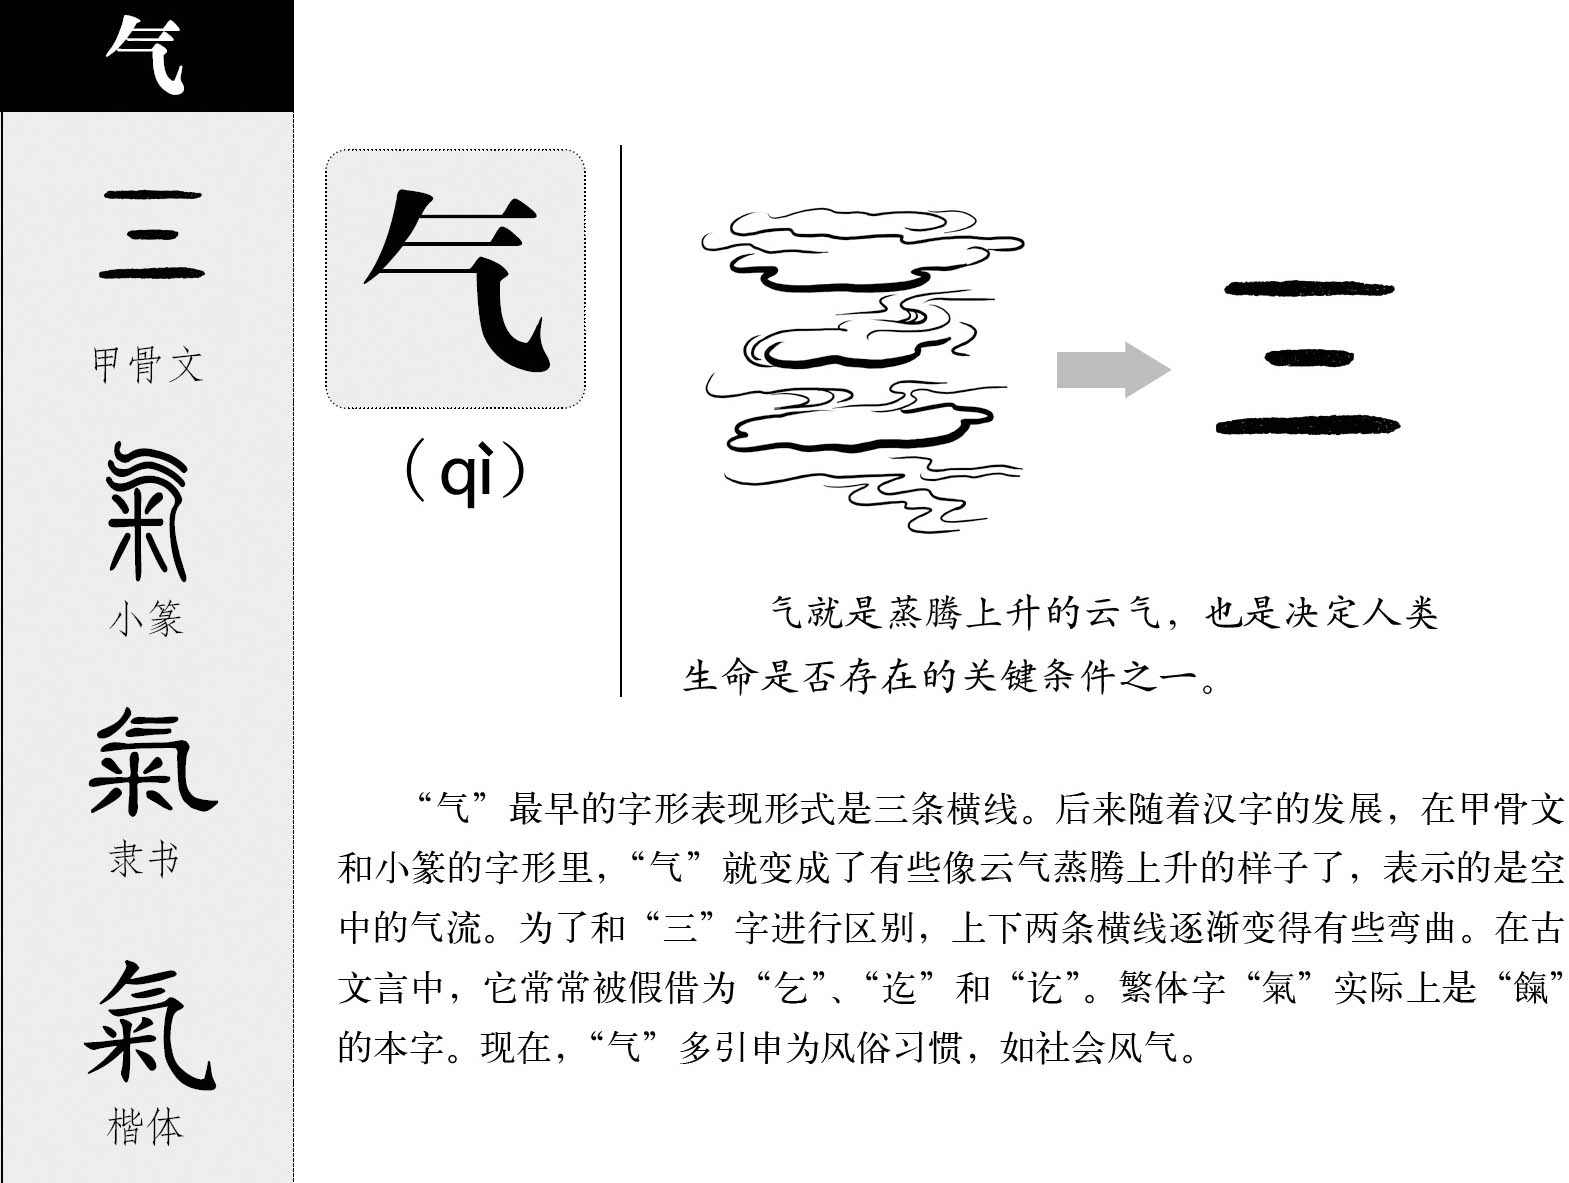 气
三
甲骨文
氣
小篆
氣
隶书
氣
楷体
气
（qì）
三
气就是蒸腾上升的云气，也是决定人类
生命是否存在的关键条件之一。
“气”最早的字形表现形式是三条横线。后来随着汉字的发展，在甲骨文
和小篆的字形里，“气”就变成了有些像云气蒸腾上升的样子了，表示的是空
中的气流。为了和“三”字进行区别，上下两条横线逐渐变得有些弯曲。在古
文言中，它常常被假借为“乞”、“迄”和“讫”。繁体字“氣”实际上是“餼”
的本字。现在，“气”多引申为风俗习惯，如社会风气。